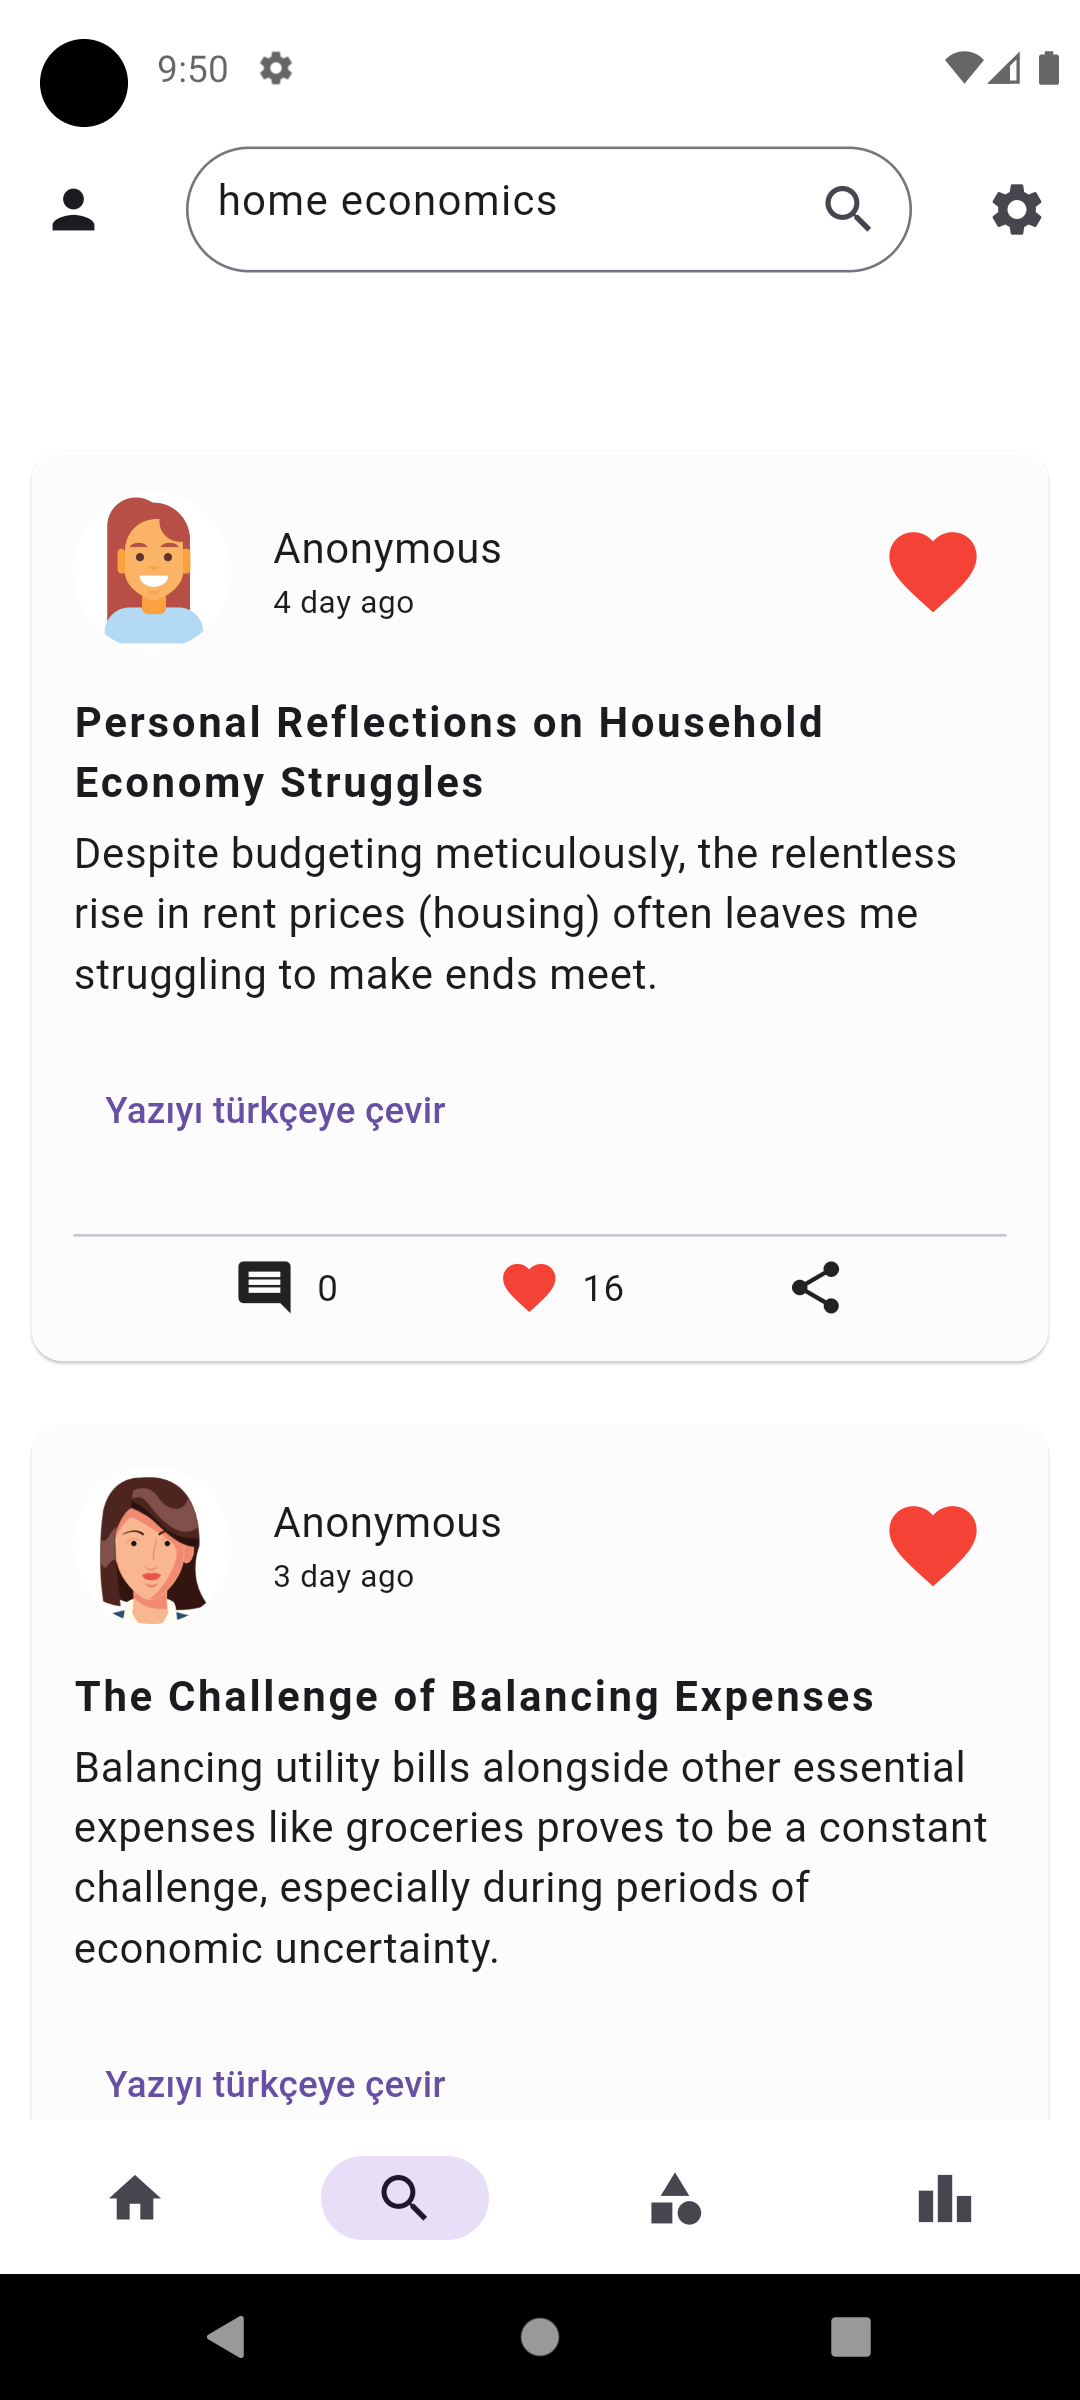 9:50
home economics
Anonymous
4 day ago
Personal Reflections on Household
Economy Struggles
Despite budgeting meticulously, the relentless
rise in rent prices (housing) often leaves me
struggling to make ends meet.
Yazıyı türkçeye çevir
0 16
Anonymous
3 day ago
The Challenge of Balancing Expenses
Balancing utility bills alongside other essential
expenses like groceries proves to be a constant
challenge, especially during periods of
economic uncertainty.
Yazıyı türkçeye çevir